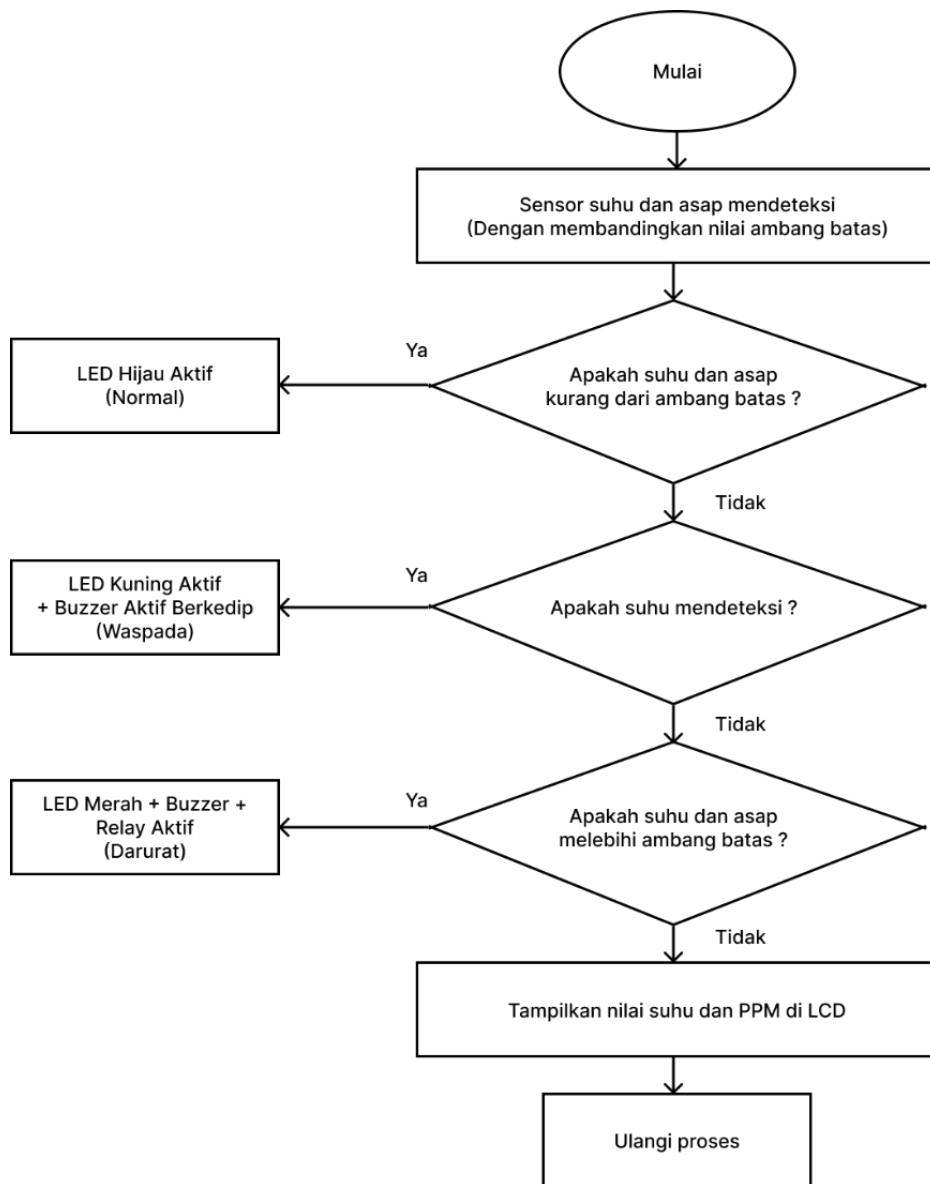 Mulai
Sensor suhu dan asap mendeteksi
(Dengan membandingkan nilai ambang batas)
Ya
Apakah suhu dan asap
kurang dari ambang batas ?
LED Hijau Aktif
(Normal)
Tidak
Ya
Apakah suhu mendeteksi ?
LED Kuning Aktif
+ Buzzer Aktif Berkedip
(Waspada)
Tidak
Ya
Apakah suhu dan asap
melebihi ambang batas ?
LED Merah + Buzzer +
Relay Aktif
(Darurat)
Tidak
Tampilkan nilai suhu dan PPM di LCD
Ulangi proses